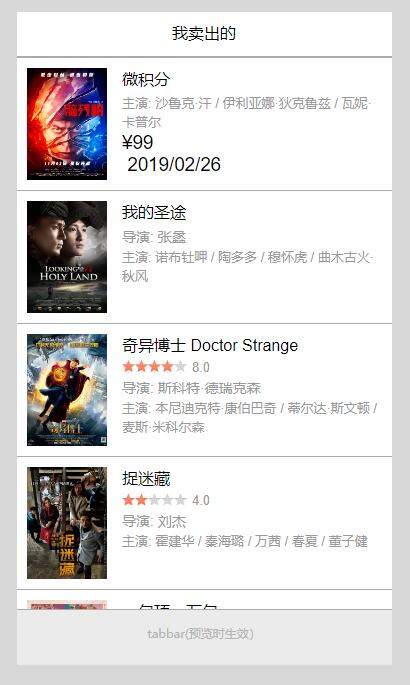 我卖出的
微积分
主演: 沙鲁克·汗 / 伊利亚娜·狄克鲁兹 / 瓦妮·
卡普尔
¥99
2019/02/26
LOOKING
HOLY LAND
我的圣途
导演: 张蠡
主演: 诺布钍呷 / 陶多多 / 穆怀虎 / 曲木古火·
秋风
奇异博士
奇异博士 Doctor Strange
8.0
导演: 斯科特·德瑞克森
主演: 本尼迪克特·康伯巴奇 / 蒂尔达·斯文顿 /
麦斯·米科尔森
捉迷藏
捉迷藏
4.0
导演: 刘杰
主演: 霍建华 / 秦海璐 / 万茜 / 春夏 / 董子健
tabbar(预览时生效)